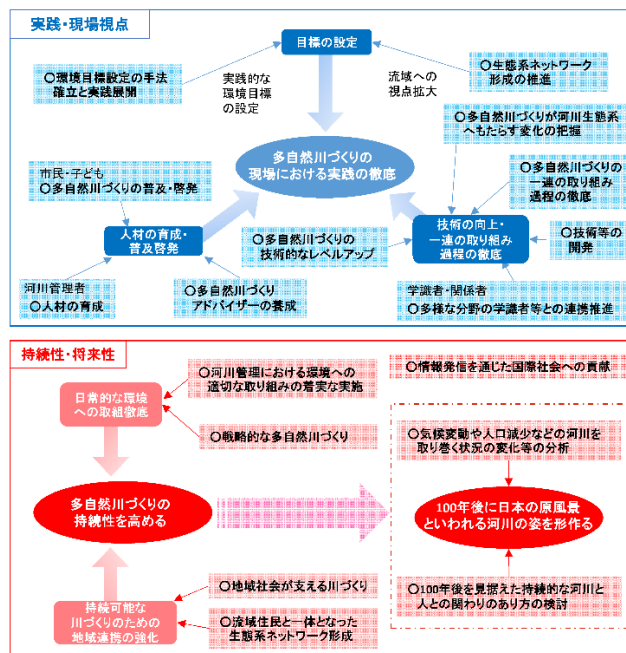 実践・現場視点
目標の設定
〇環境目標設定の手法
確立と実践展開
実践的な
環境目標
の設定
流域への
視点拡大
〇生態系ネットワーク
形成の推進
〇多自然川づくりが河川生態系
へもたらす変化の把握
多自然川づくりの
現場における実践の徹底
市民・子ども
〇多自然川づくりの普及・啓発
〇多自然川づくりの
一連の取り組み
過程の徹底
人材の育成・
普及啓発
〇多自然川づくりの
技術的なレベルアップ
技術の向上・
一連の取り組み
過程の徹底
〇技術等の
開発
河川管理者
〇人材の育成
〇多自然川づくり
アドバイザーの養成
学識者・関係者
〇多様な分野の学識者等との連携推進
持続性・将来性
日常的な環境
への取組徹底
〇河川管理における環境への
適切な取り組みの着実な実施
〇戦略的な多自然川づくり
〇情報発信を通じた国際社会への貢献
〇気候変動や人口減少などの河川を
取り巻く状況の変化等の分析
多自然川づくりの
持続性を高める
100年後に日本の原風景
といわれる河川の姿を形作る
持続可能な
川づくりのための
地域連携の強化
〇地域社会が支える川づくり
〇流域住民と一体となった
生態系ネットワーク形成
〇100年後を見据えた持続的な河川と
人との関わりのあり方の検討